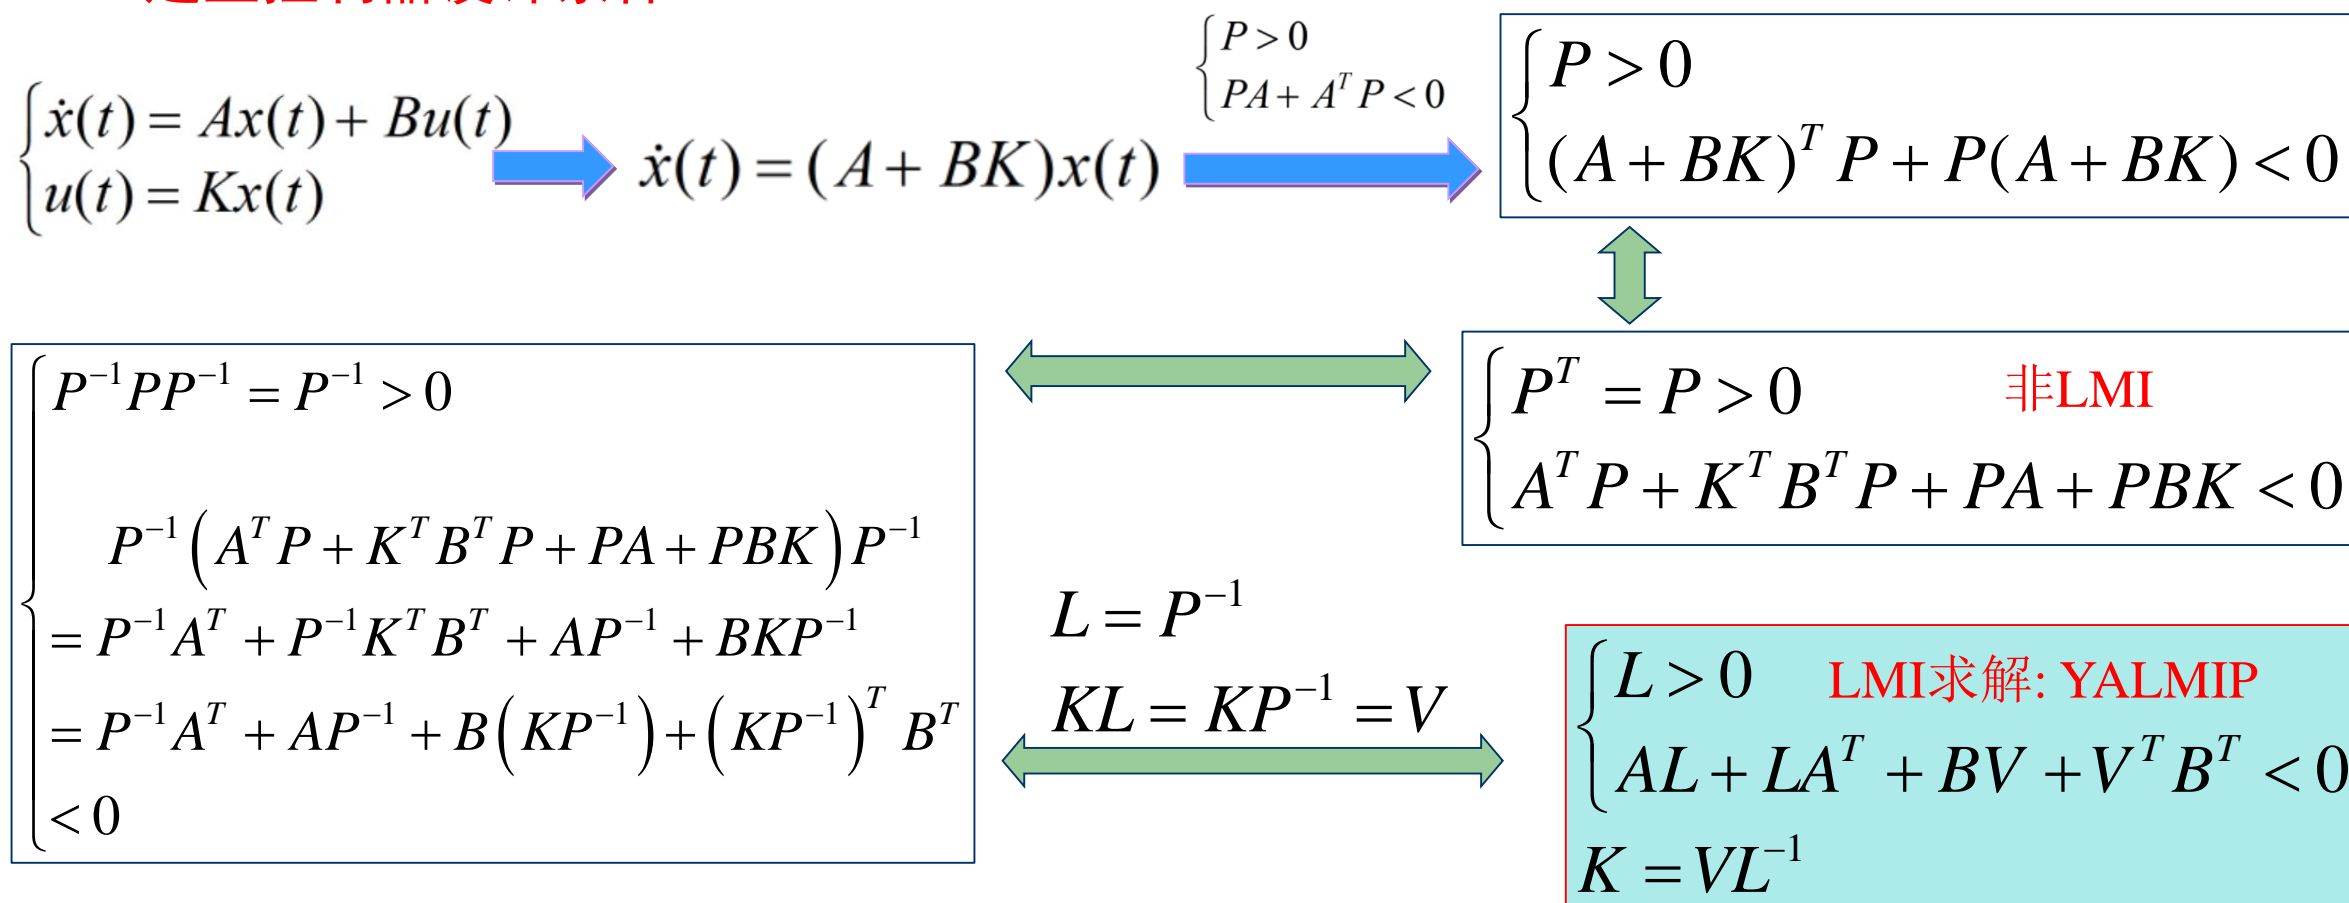 {ẋ(t) = Ax(t) + Bu(t)
u(t) = Kx(t)
ẋ(t) = (A + BK)x(t)
{P > 0
PA + A^T P < 0
{P > 0
(A + BK)^T P + P(A + BK) < 0
{P^T = P > 0 非LMI
A^T P + K^T B^T P + PA + PBK < 0
{P^{-1}PP^{-1} = P^{-1} > 0
P^{-1}(A^T P + K^T B^T P + PA + PBK)P^{-1}
= P^{-1}A^T + P^{-1}K^T B^T + AP^{-1} + BKP^{-1}
= P^{-1}A^T + AP^{-1} + B(KP^{-1}) + (KP^{-1})^T B^T
< 0
L = P^{-1}
KL = KP^{-1} = V
{L > 0 LMI求解: YALMIP
AL + LA^T + BV + V^T B^T < 0
K = VL^{-1}